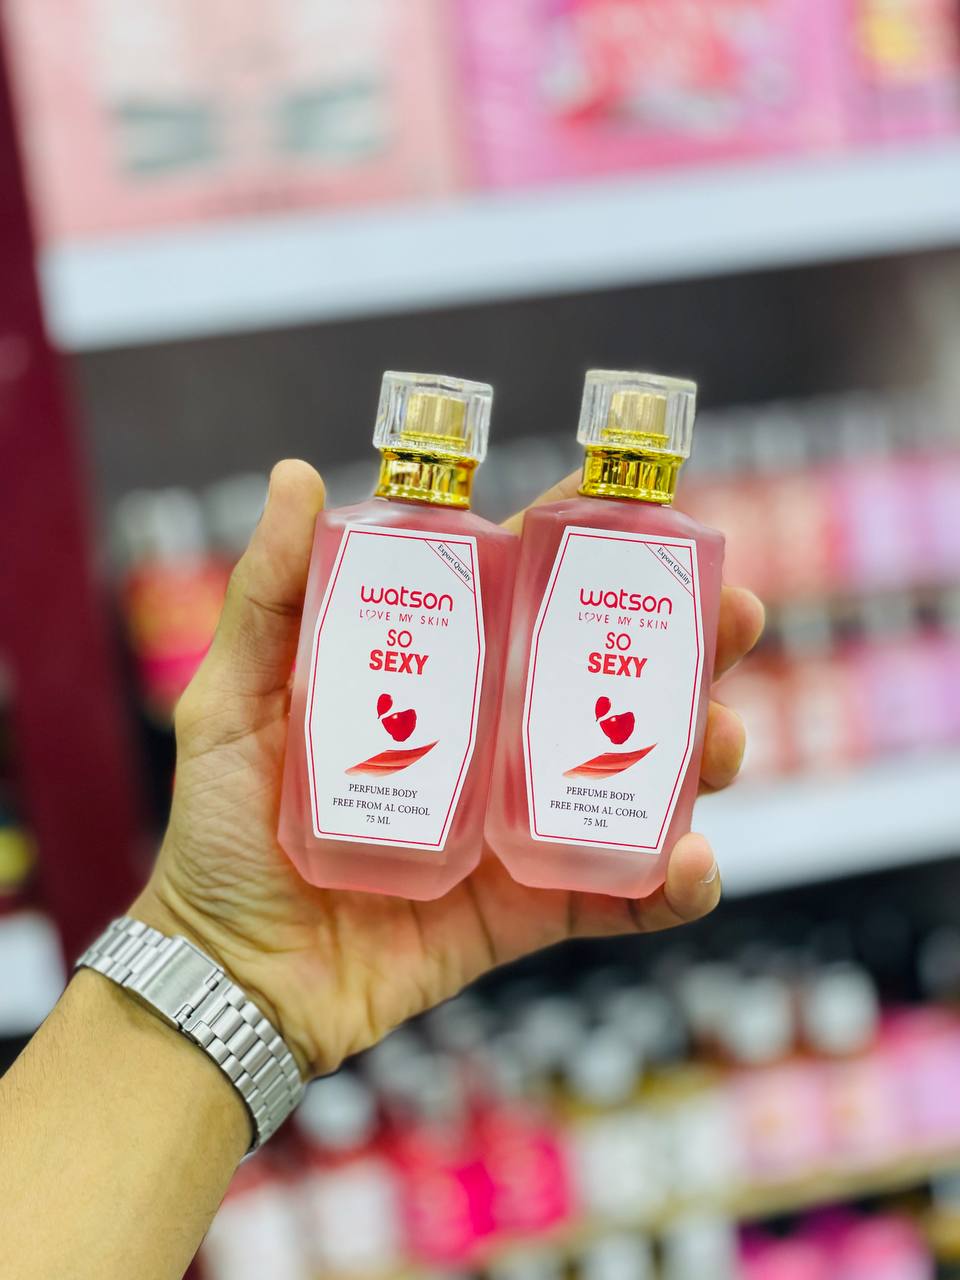 Export Quality
watson
LOVE MY SKIN
SO
SEXY
PERFUME BODY
FREE FROM AL COHOL
75 ML
Export Quality
watson
LOVE MY SKIN
SO
SEXY
PERFUME BODY
FREE FROM AL COHOL
75 ML